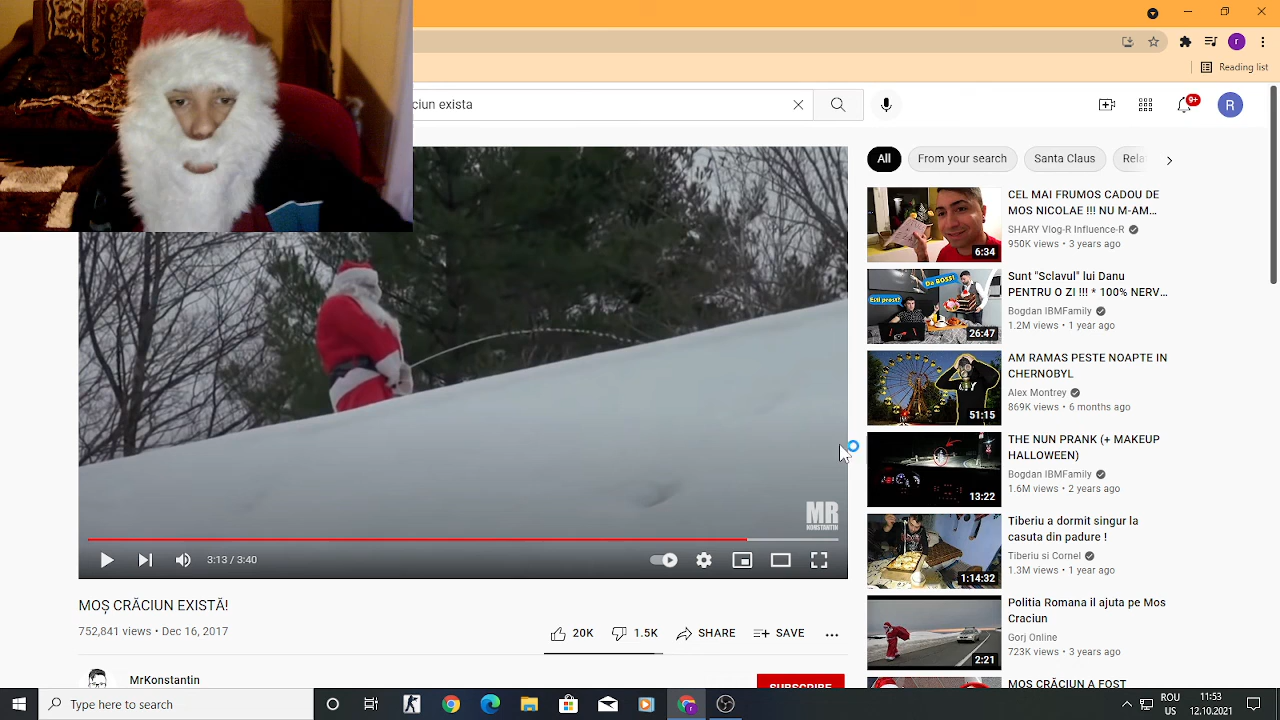 Reading list
ciun exista
9+
R
All
From your search
Santa Claus
Rela
CEL MAI FRUMOS CADOU DE
MOS NICOLAE !!! NU M-AM...
SHARY Vlog-R Influence-R
950K views • 3 years ago
6:34
Da BOSS!
Esti prost?
Sunt "Sclavul" lui Danu
PENTRU O ZI !!! * 100% NERV...
Bogdan IBMFamily
1.2M views • 1 year ago
26:47
AM RAMAS PESTE NOAPTE IN
CHERNOBYL
Alex Montrey
869K views • 6 months ago
51:15
THE NUN PRANK (+ MAKEUP
HALLOWEEN)
Bogdan IBMFamily
1.6M views • 2 years ago
13:22
Tiberiu a dormit singur la
casuta din padure !
Tiberiu si Cornel
1.3M views • 1 year ago
1:14:32
Politia Romana il ajuta pe Mos
Craciun
Gorj Online
723K views • 3 years ago
2:21
MOS CRĂCIUN A FOST
MR
KONSTANTIN
3:13 / 3:40
MOȘ CRĂCIUN EXISTĂ!
752,841 views • Dec 16, 2017
20K
1.5K
SHARE
SAVE
MrKonstantin
SUBSCRIBE
Type here to search
ROU
US
11:53
12.10.2021